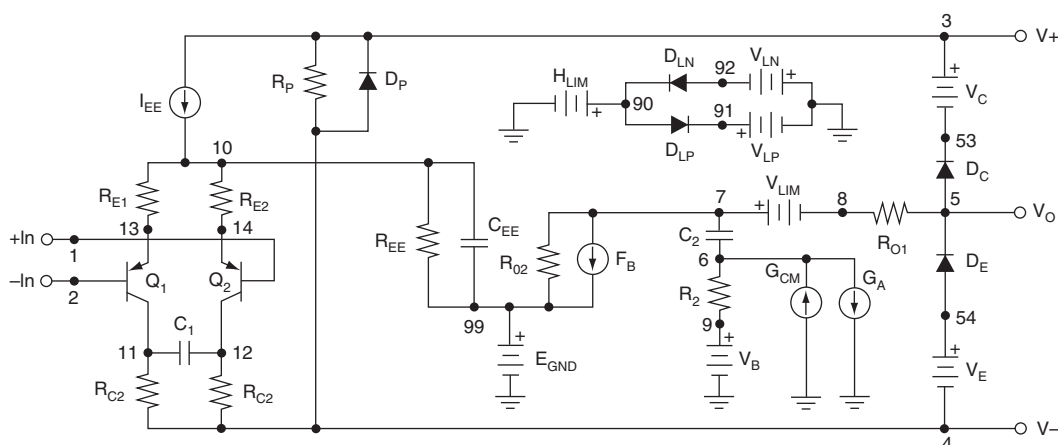 3
V+
I_EE
R_P
D_P
H_LIM
+
90
D_LN
92
V_LN
+
D_LP
91
+
V_LP
+
V_C
53
D_C
10
R_E1
R_E2
13
14
+In
1
–In
2
Q_1
Q_2
R_EE
C_EE
R_02
F_B
7
V_LIM
+
8
R_O1
5
V_O
C_2
6
G_CM
G_A
D_E
R_2
9
+
V_B
54
+
V_E
11
C_1
12
R_C2
R_C2
99
+
E_GND
4
V–